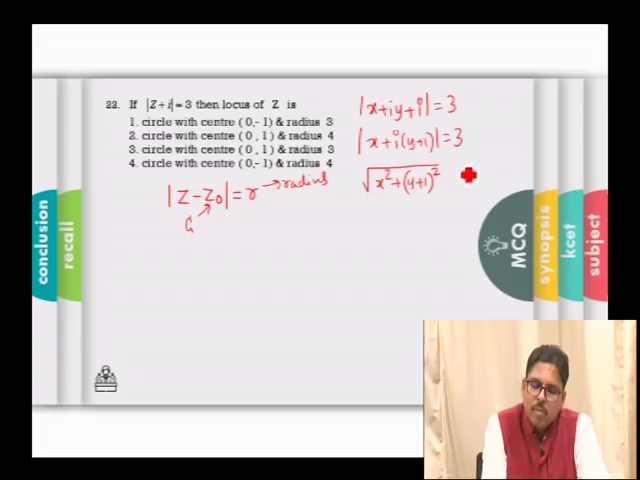 22. If |Z + i| = 3 then locus of Z is
1. circle with centre ( 0,- 1) & radius 3
2. circle with centre ( 0 , 1 ) & radius 4
3. circle with centre ( 0 , 1 ) & radius 3
4. circle with centre ( 0,- 1) & radius 4
|Z - Z0| = r → radius
|x+iy+i| = 3
|x+i(y+1)| = 3
√x²+(y+1)²
conclusion
recall
MCQ
synopsis
kcet
subject